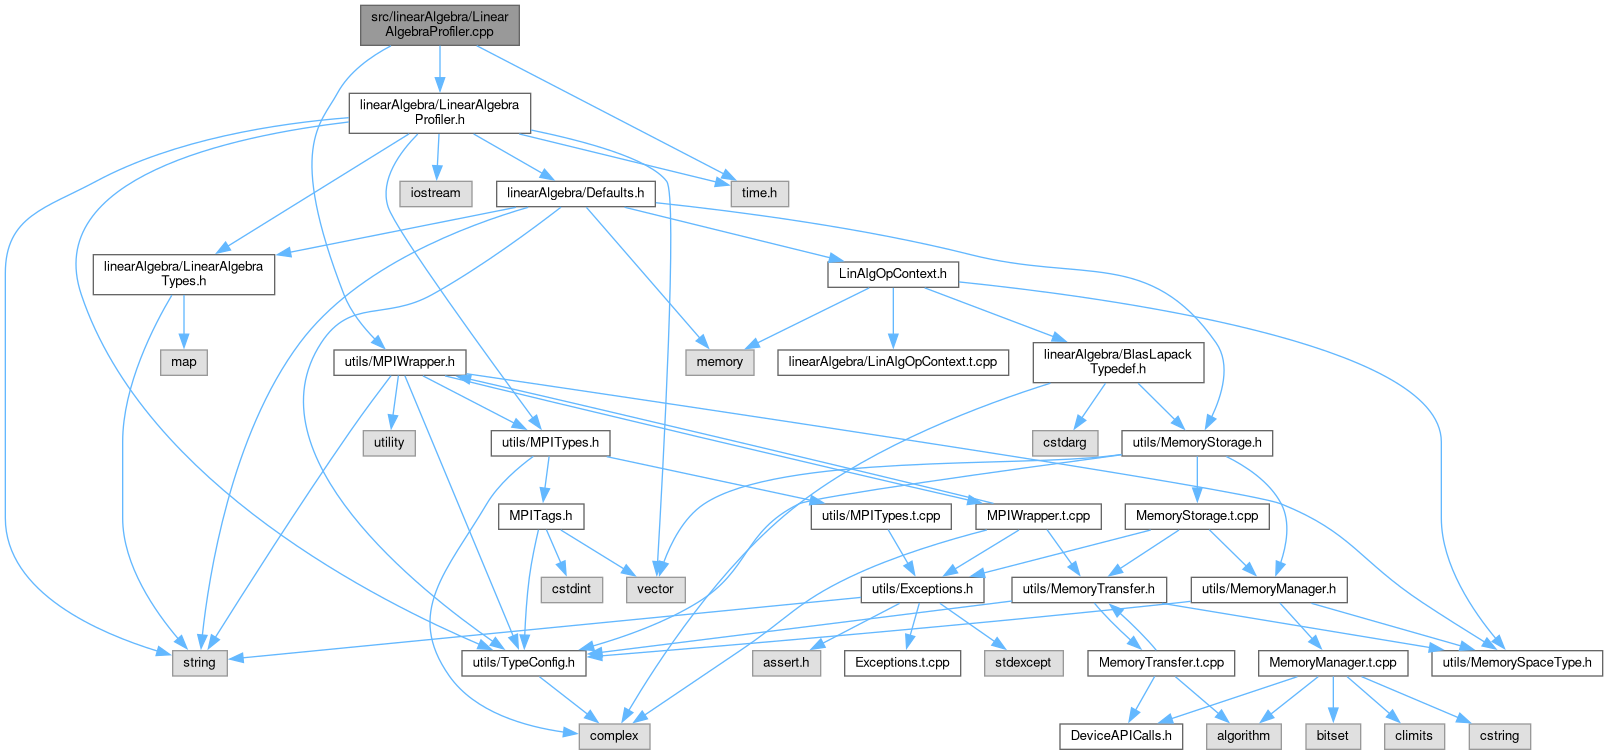 src/linearAlgebra/Linear
AlgebraProfiler.cpp
linearAlgebra/LinearAlgebra
Profiler.h
iostream
linearAlgebra/Defaults.h
time.h
linearAlgebra/LinearAlgebra
Types.h
LinAlgOpContext.h
map
utils/MPIWrapper.h
memory
linearAlgebra/LinAlgOpContext.t.cpp
linearAlgebra/BlasLapack
Typedef.h
utility
utils/MPITypes.h
cstdarg
utils/MemoryStorage.h
MPITags.h
utils/MPITypes.t.cpp
MPIWrapper.t.cpp
MemoryStorage.t.cpp
cstdint
vector
utils/Exceptions.h
utils/MemoryTransfer.h
utils/MemoryManager.h
string
utils/TypeConfig.h
assert.h
Exceptions.t.cpp
stdexcept
MemoryTransfer.t.cpp
MemoryManager.t.cpp
utils/MemorySpaceType.h
complex
DeviceAPICalls.h
algorithm
bitset
climits
cstring